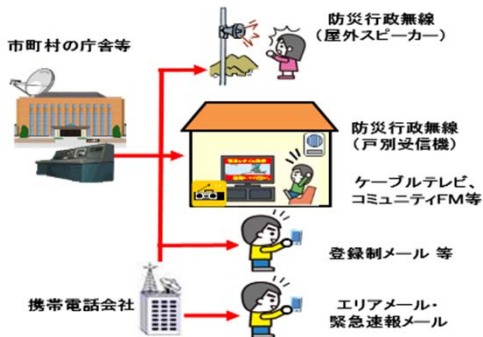 防災行政無線
（屋外スピーカー）
市町村の庁舎等
防災行政無線
（戸別受信機）
ケーブルテレビ、
コミュニティFM等
登録制メール 等
携帯電話会社
エリアメール・
緊急速報メール